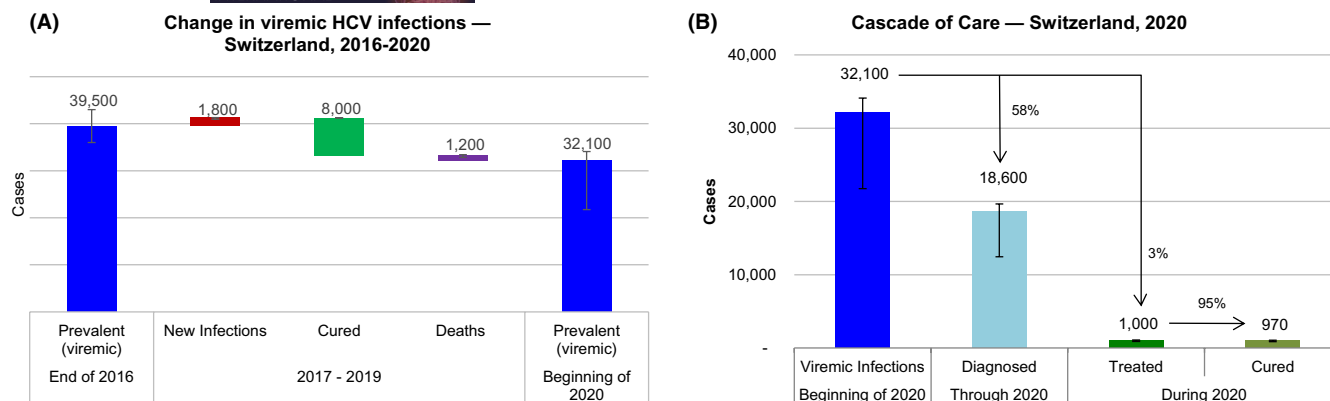 (A)
Change in viremic HCV infections —
Switzerland, 2016-2020
39,500
1,800
8,000
1,200
32,100
Cases
Prevalent
(viremic)
New Infections
Cured
Deaths
Prevalent
(viremic)
End of 2016
2017 - 2019
Beginning of
2020
(B)
Cascade of Care — Switzerland, 2020
40,000
30,000
20,000
10,000
-
Cases
32,100
58%
18,600
3%
1,000
95%
970
Viremic Infections
Diagnosed
Treated
Cured
Beginning of 2020
Through 2020
During 2020